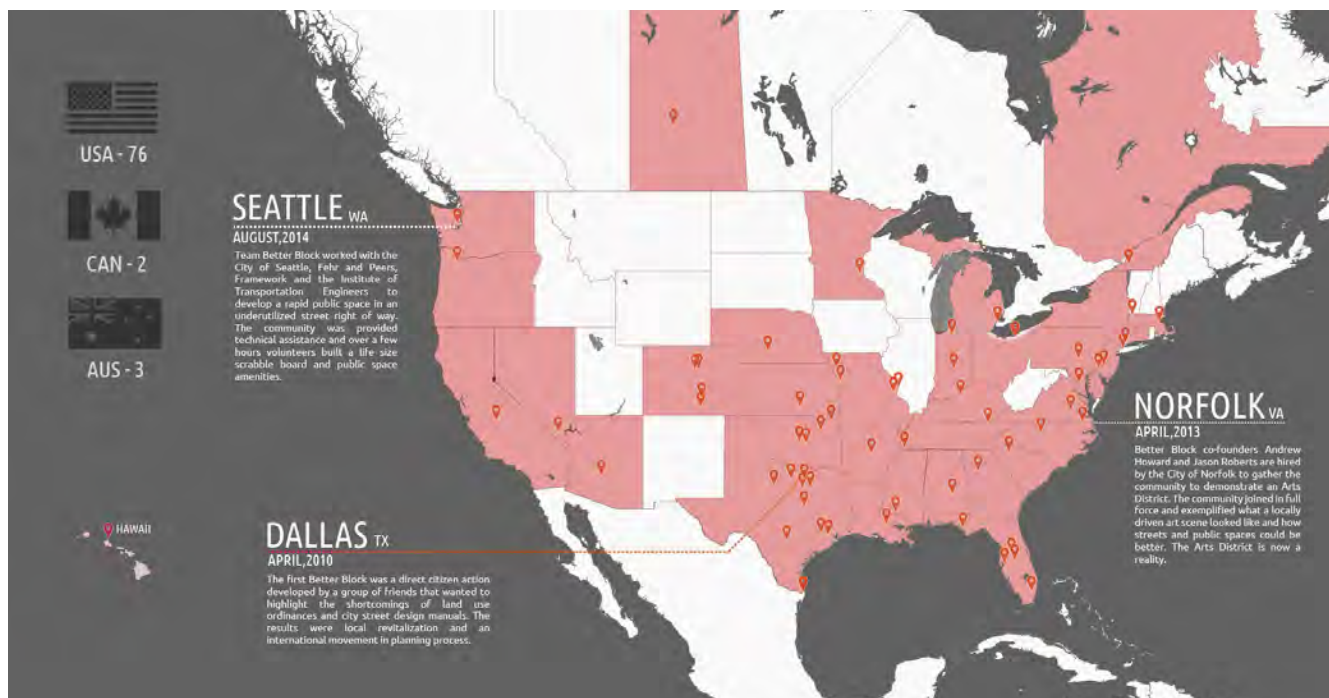 USA - 76
CAN - 2
AUS - 3
SEATTLE WA
AUGUST,2014
Team Better Block worked with the
City of Seattle, Fehr and Peers,
Framework and the Institute of
Transportation Engineers to
develop a rapid public space in an
underutilized street right of way.
The community was provided
technical assistance and over a few
hours volunteers built a life size
scrabble board and public space
amenities.
NORFOLK VA
APRIL,2013
Better Block co-founders Andrew
Howard and Jason Roberts are hired
by the City of Norfolk to gather the
community to demonstrate an Arts
District. The community joined in full
force and exemplified what a locally
driven art scene looked like and how
streets and public spaces could be
better. The Arts District is now a
reality.
HAWAII
DALLAS TX
APRIL,2010
The first Better Block was a direct citizen action
developed by a group of friends that wanted to
highlight the shortcomings of land use
ordinances and city street design manuals. The
results were local revitalization and an
international movement in planning process.